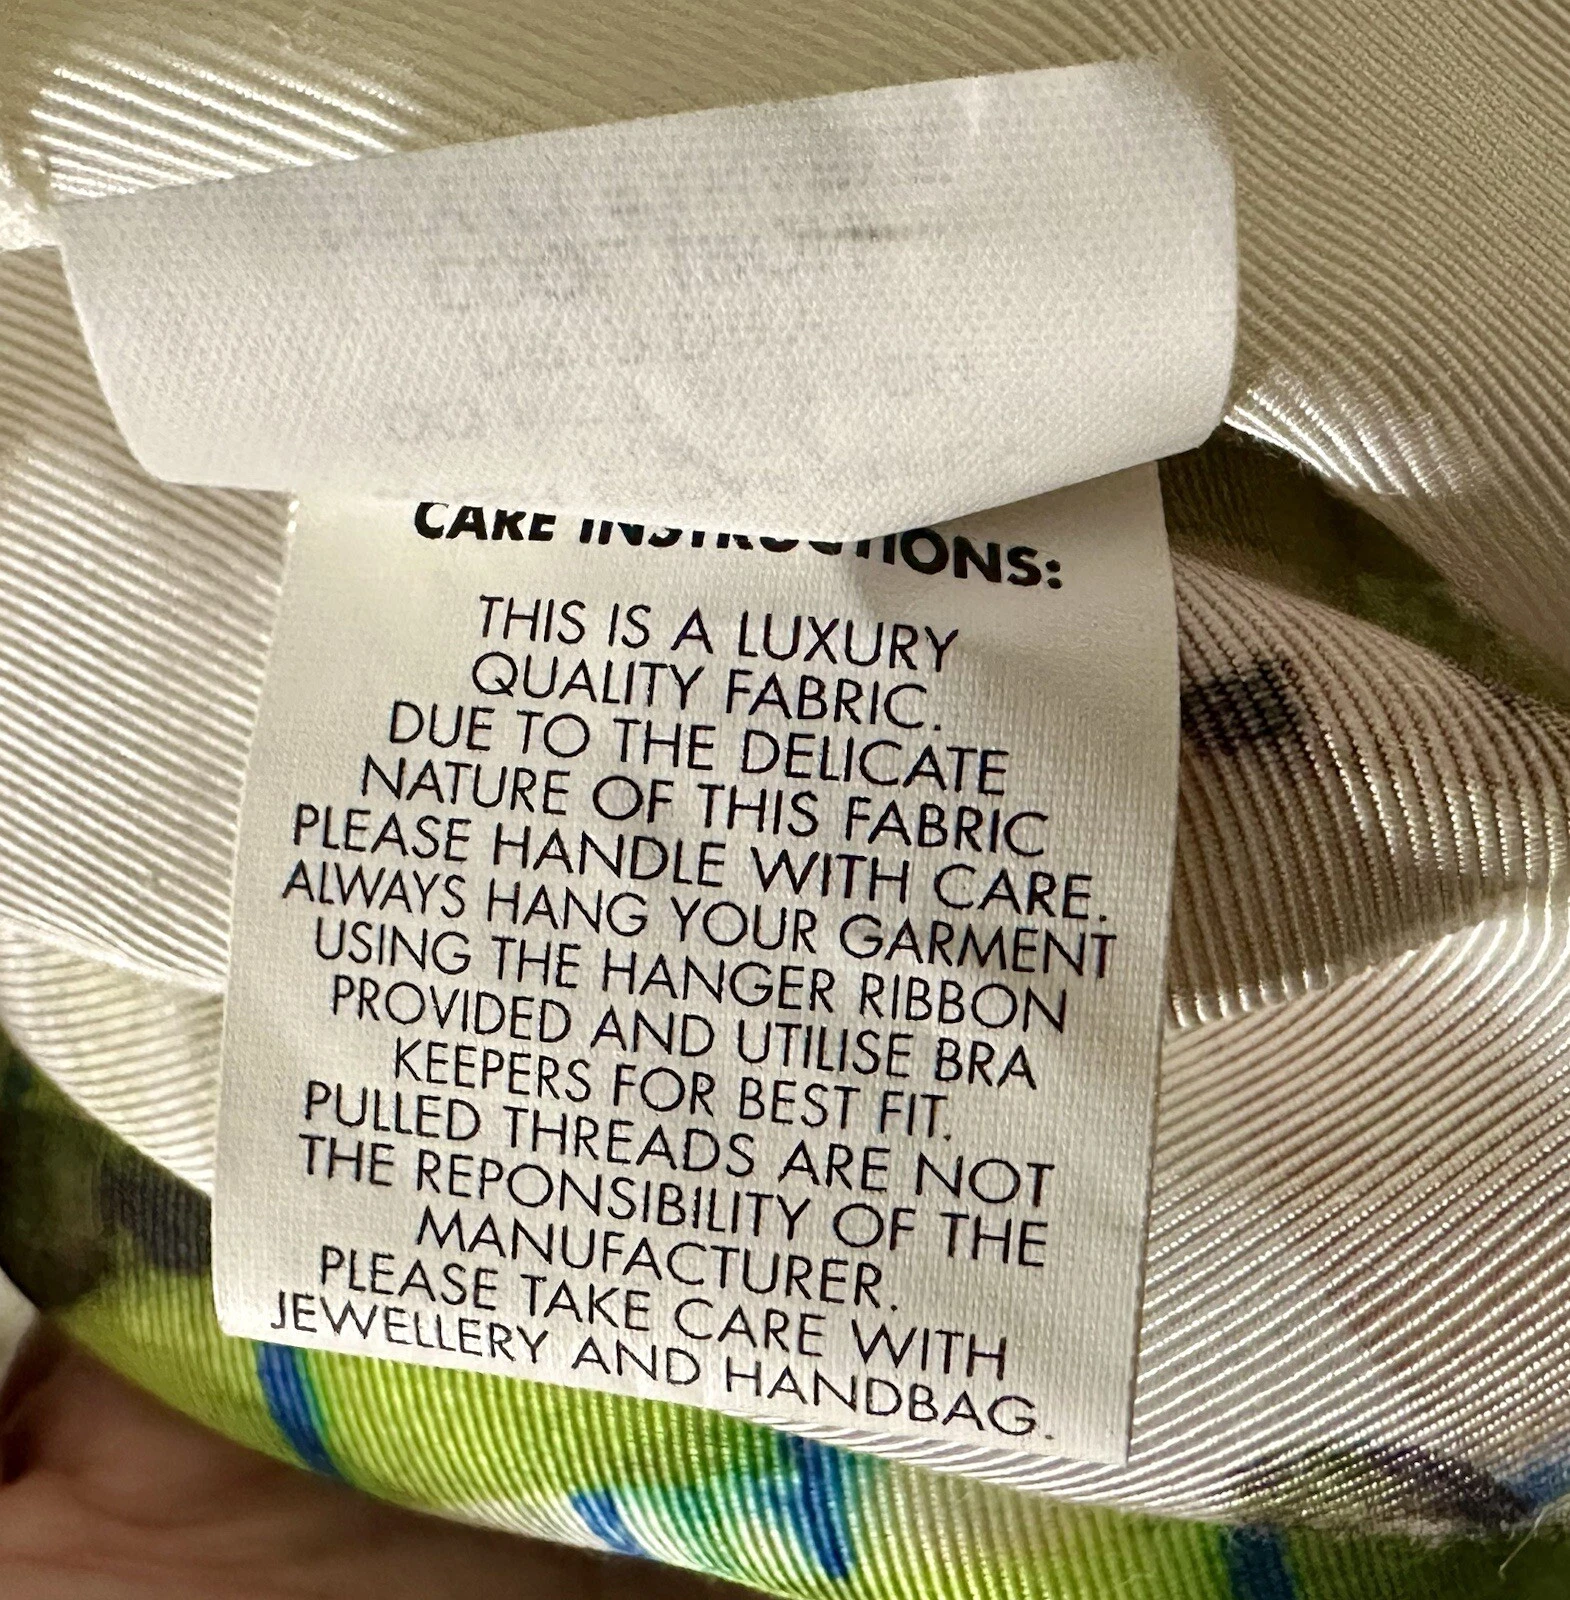 CARE INSTRUCTIONS:
THIS IS A LUXURY
QUALITY FABRIC.
DUE TO THE DELICATE
NATURE OF THIS FABRIC
PLEASE HANDLE WITH CARE.
ALWAYS HANG YOUR GARMENT
USING THE HANGER RIBBON
PROVIDED AND UTILISE BRA
KEEPERS FOR BEST FIT.
PULLED THREADS ARE NOT
THE REPONSIBILITY OF THE
MANUFACTURER.
PLEASE TAKE CARE WITH
JEWELLERY AND HANDBAG.